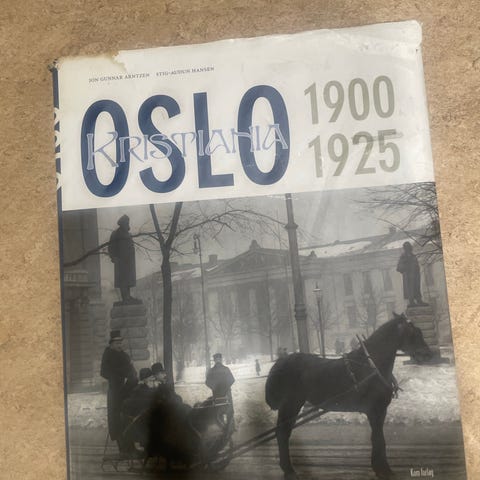 JON GUNNAR ARNTZEN STIG-AUDUN HANSEN
OSLO
KRISTIANIA
1900
1925
Kom forlag